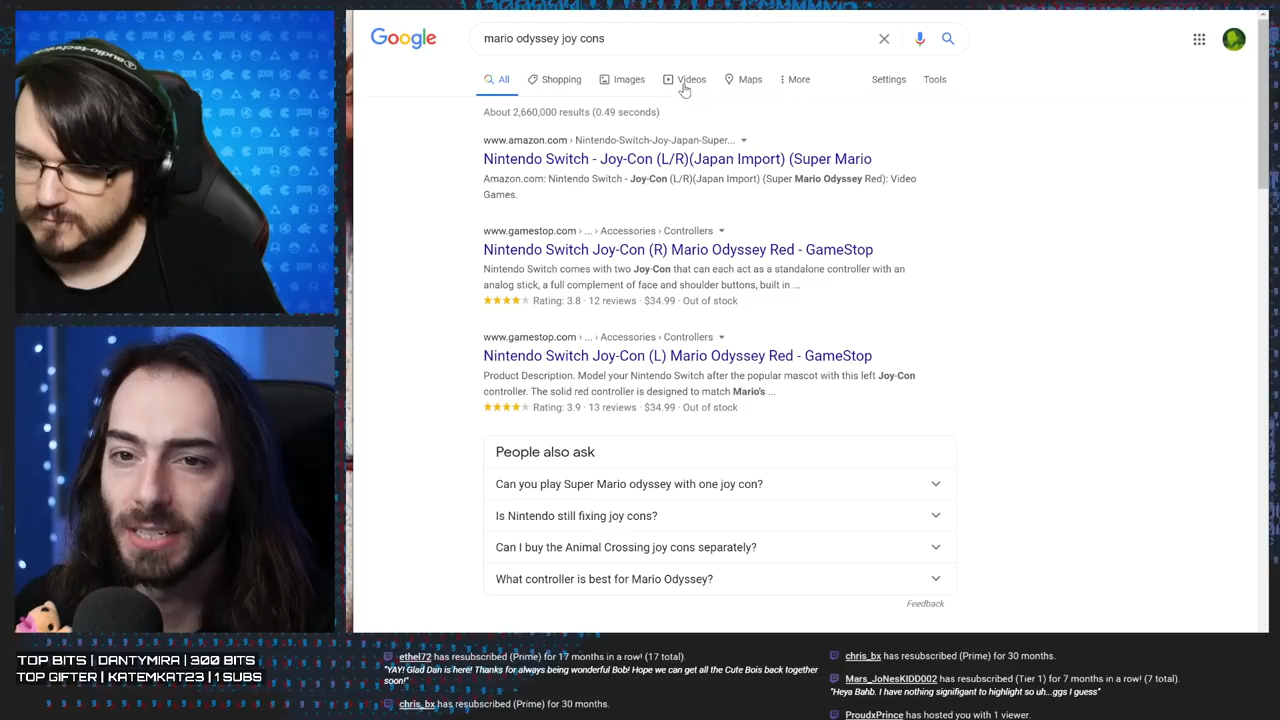 audio-technica
Google
mario odyssey joy cons
All
Shopping
Images
Videos
Maps
More
Settings
Tools
About 2,660,000 results (0.49 seconds)
www.amazon.com › Nintendo-Switch-Joy-Japan-Super...
Nintendo Switch - Joy-Con (L/R)(Japan Import) (Super Mario
Amazon.com: Nintendo Switch - Joy-Con (L/R)(Japan Import) (Super Mario Odyssey Red): Video
Games.
www.gamestop.com › ... › Accessories › Controllers
Nintendo Switch Joy-Con (R) Mario Odyssey Red - GameStop
Nintendo Switch comes with two Joy-Con that can each act as a standalone controller with an
analog stick, a full complement of face and shoulder buttons, built in ...
Rating: 3.8 · 12 reviews · $34.99 · Out of stock
www.gamestop.com › ... › Accessories › Controllers
Nintendo Switch Joy-Con (L) Mario Odyssey Red - GameStop
Product Description. Model your Nintendo Switch after the popular mascot with this left Joy-Con
controller. The solid red controller is designed to match Mario's ...
Rating: 3.9 · 13 reviews · $34.99 · Out of stock
People also ask
Can you play Super Mario odyssey with one joy con?
Is Nintendo still fixing joy cons?
Can I buy the Animal Crossing joy cons separately?
What controller is best for Mario Odyssey?
Feedback
TOP BITS | DANTYMIRA | 300 BITS
TOP GIFTER | KATEMKAT23 | 1 SUBS
ethel72 has resubscribed (Prime) for 17 months in a row! (17 total).
"YAY! Glad Dan is here! Thanks for always being wonderful Bob! Hope we can get all the Cute Bois back together
soon!"
chris_bx has resubscribed (Prime) for 30 months.
chris_bx has resubscribed (Prime) for 30 months.
Mars_JoNesKIDD002 has resubscribed (Tier 1) for 7 months in a row! (7 total).
"Heya Bahb. I have nothing signifigant to highlight so uh...ggs I guess"
ProudxPrince has hosted you with 1 viewer.